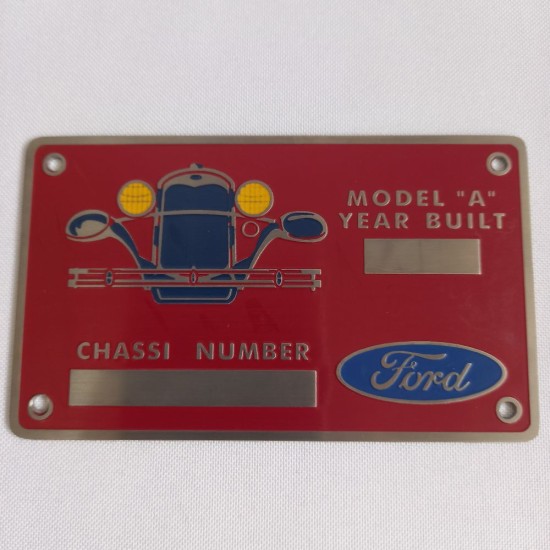 MODEL "A"
YEAR BUILT
CHASSI NUMBER
Ford